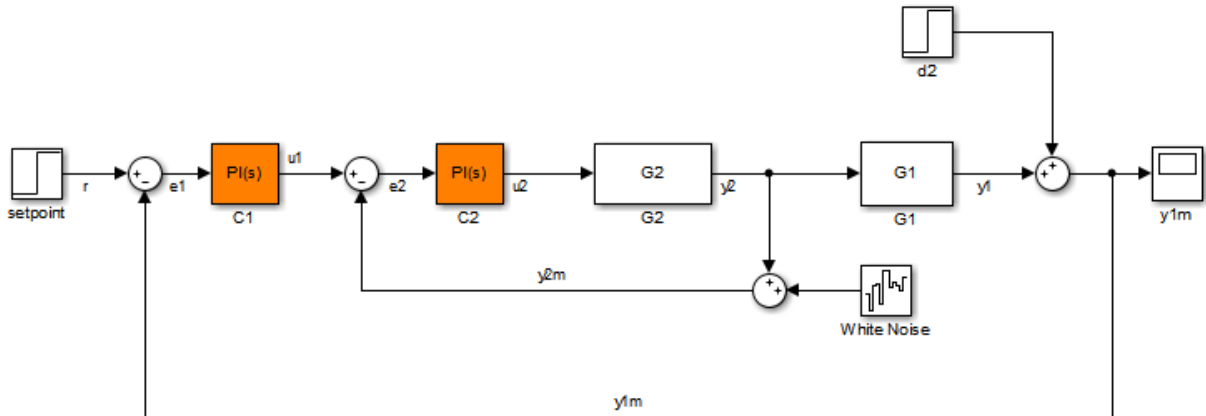 d2
setpoint
r
+
−
e1
PI(s)
C1
u1
+
−
e2
PI(s)
C2
u2
G2
G2
y2
G1
G1
y1
+
+
y1m
y2m
+
+
White Noise
y1m